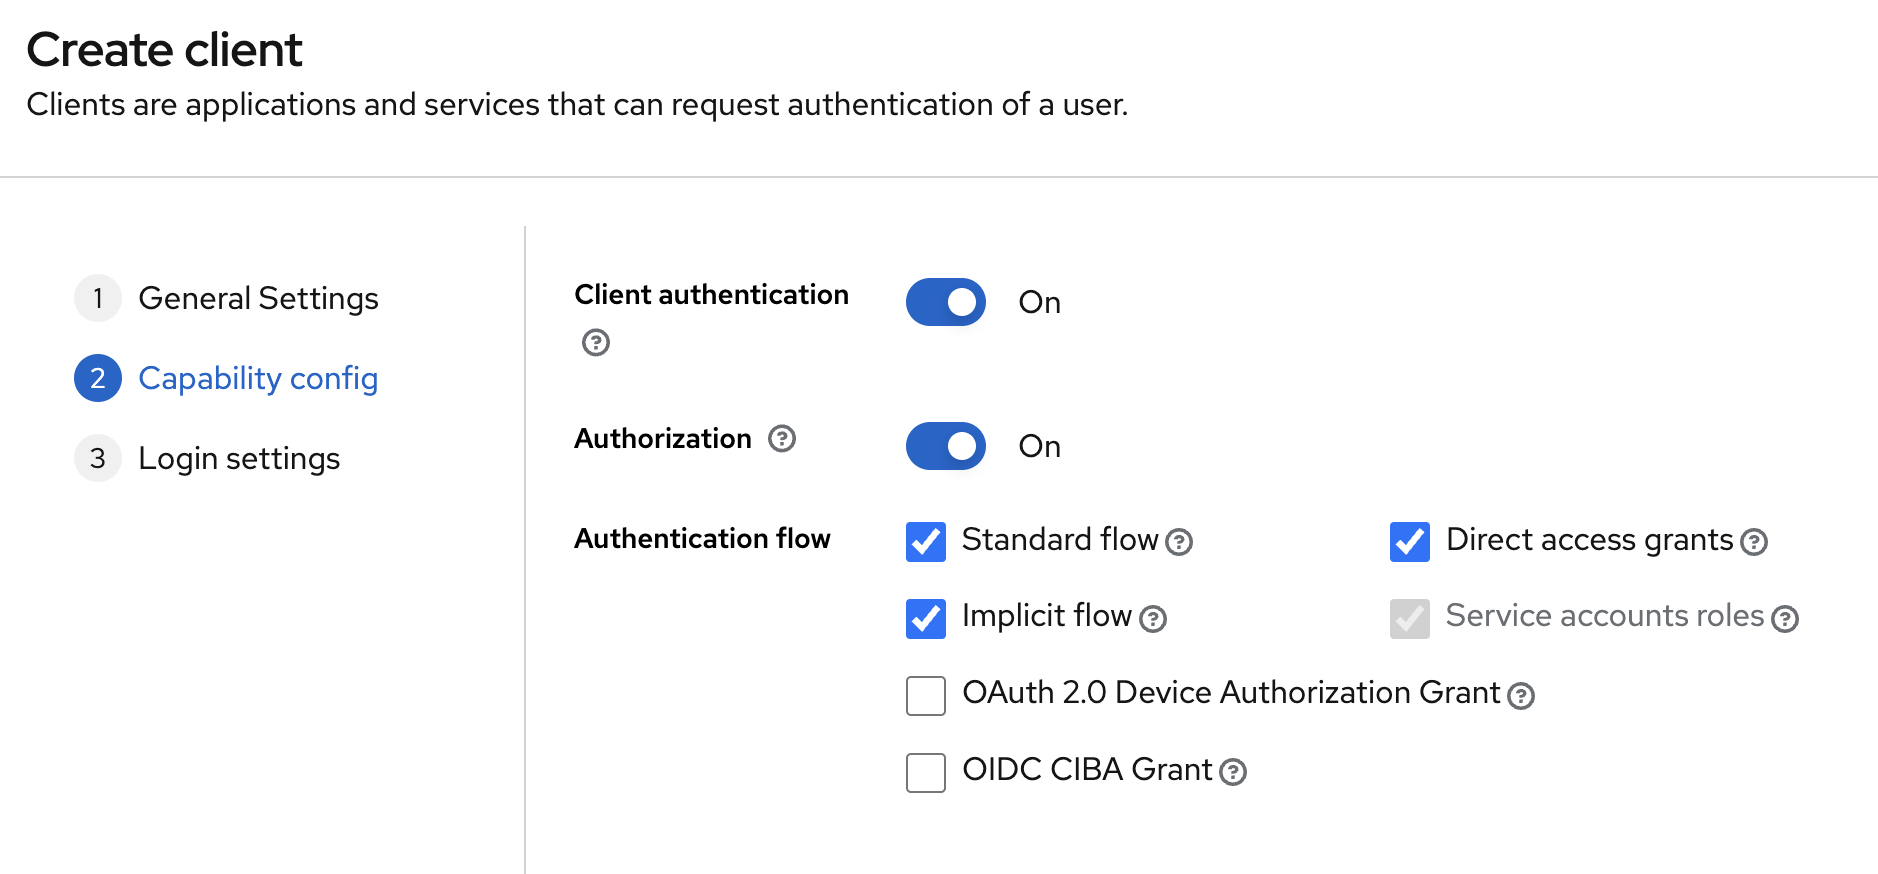 Create client
Clients are applications and services that can request authentication of a user.
1 General Settings
2 Capability config
3 Login settings
Client authentication
On
Authorization
On
Authentication flow
Standard flow
Direct access grants
Implicit flow
Service accounts roles
OAuth 2.0 Device Authorization Grant
OIDC CIBA Grant